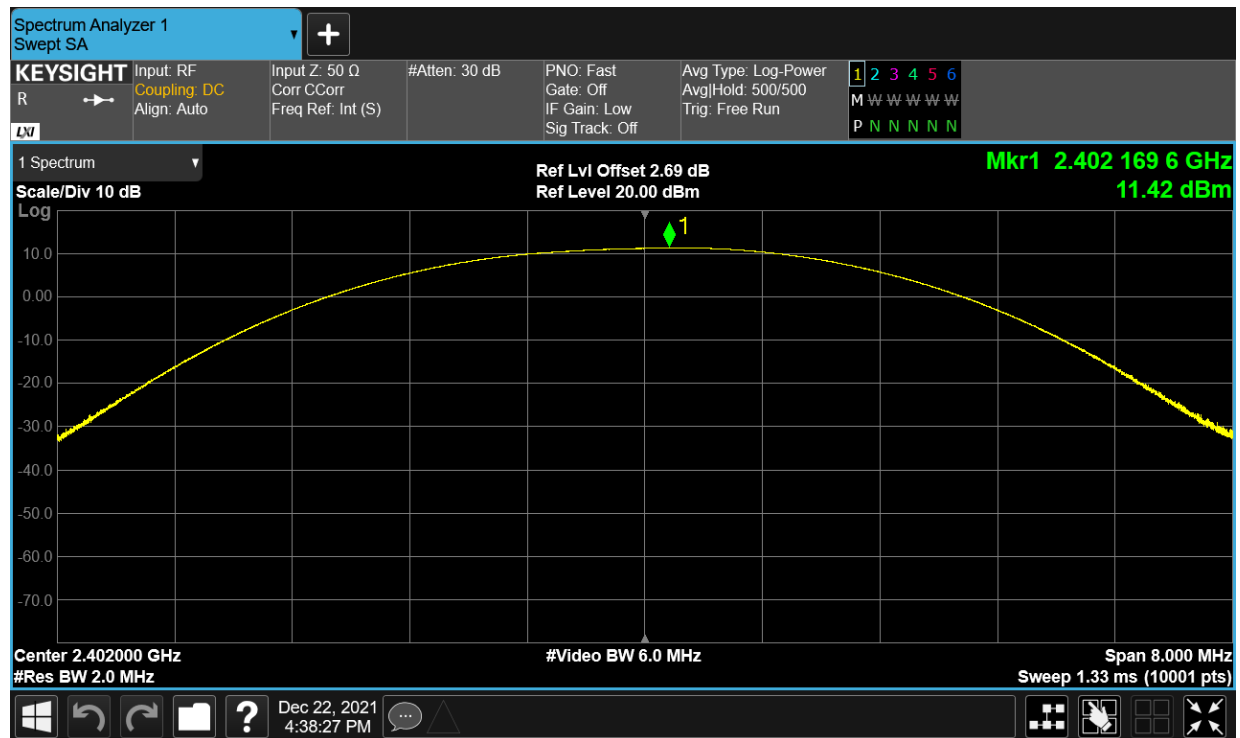 Spectrum Analyzer 1
Swept SA
KEYSIGHT
R
LXI
Input: RF
Coupling: DC
Align: Auto
Input Z: 50 Ω
Corr CCorr
Freq Ref: Int (S)
#Atten: 30 dB
PNO: Fast
Gate: Off
IF Gain: Low
Sig Track: Off
Avg Type: Log-Power
Avg|Hold: 500/500
Trig: Free Run
1 2 3 4 5 6
M W W W W W W
P N N N N N N
1 Spectrum
Scale/Div 10 dB
Ref Lvl Offset 2.69 dB
Ref Level 20.00 dBm
Mkr1 2.402 169 6 GHz
11.42 dBm
Log
1
10.0
0.00
-10.0
-20.0
-30.0
-40.0
-50.0
-60.0
-70.0
Center 2.402000 GHz
#Res BW 2.0 MHz
#Video BW 6.0 MHz
Span 8.000 MHz
Sweep 1.33 ms (10001 pts)
?
Dec 22, 2021
4:38:27 PM